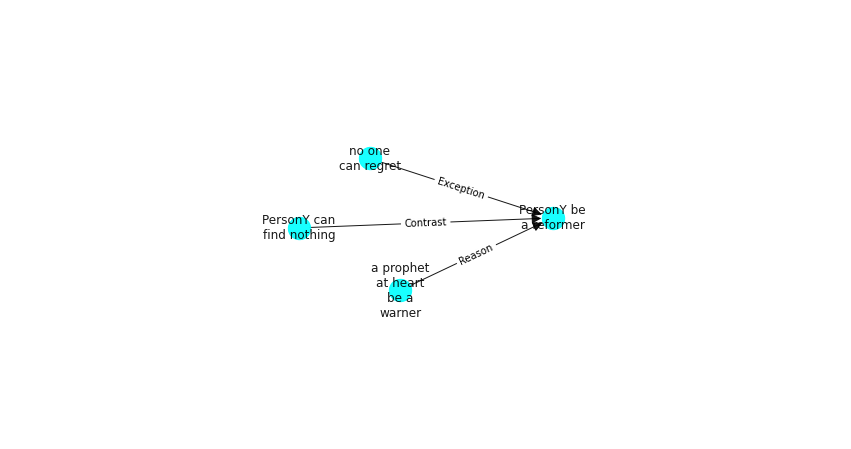 no one
can regret
Exception
PersonY be
a reformer
PersonY can
find nothing
Contrast
Reason
a prophet
at heart
be a
warner